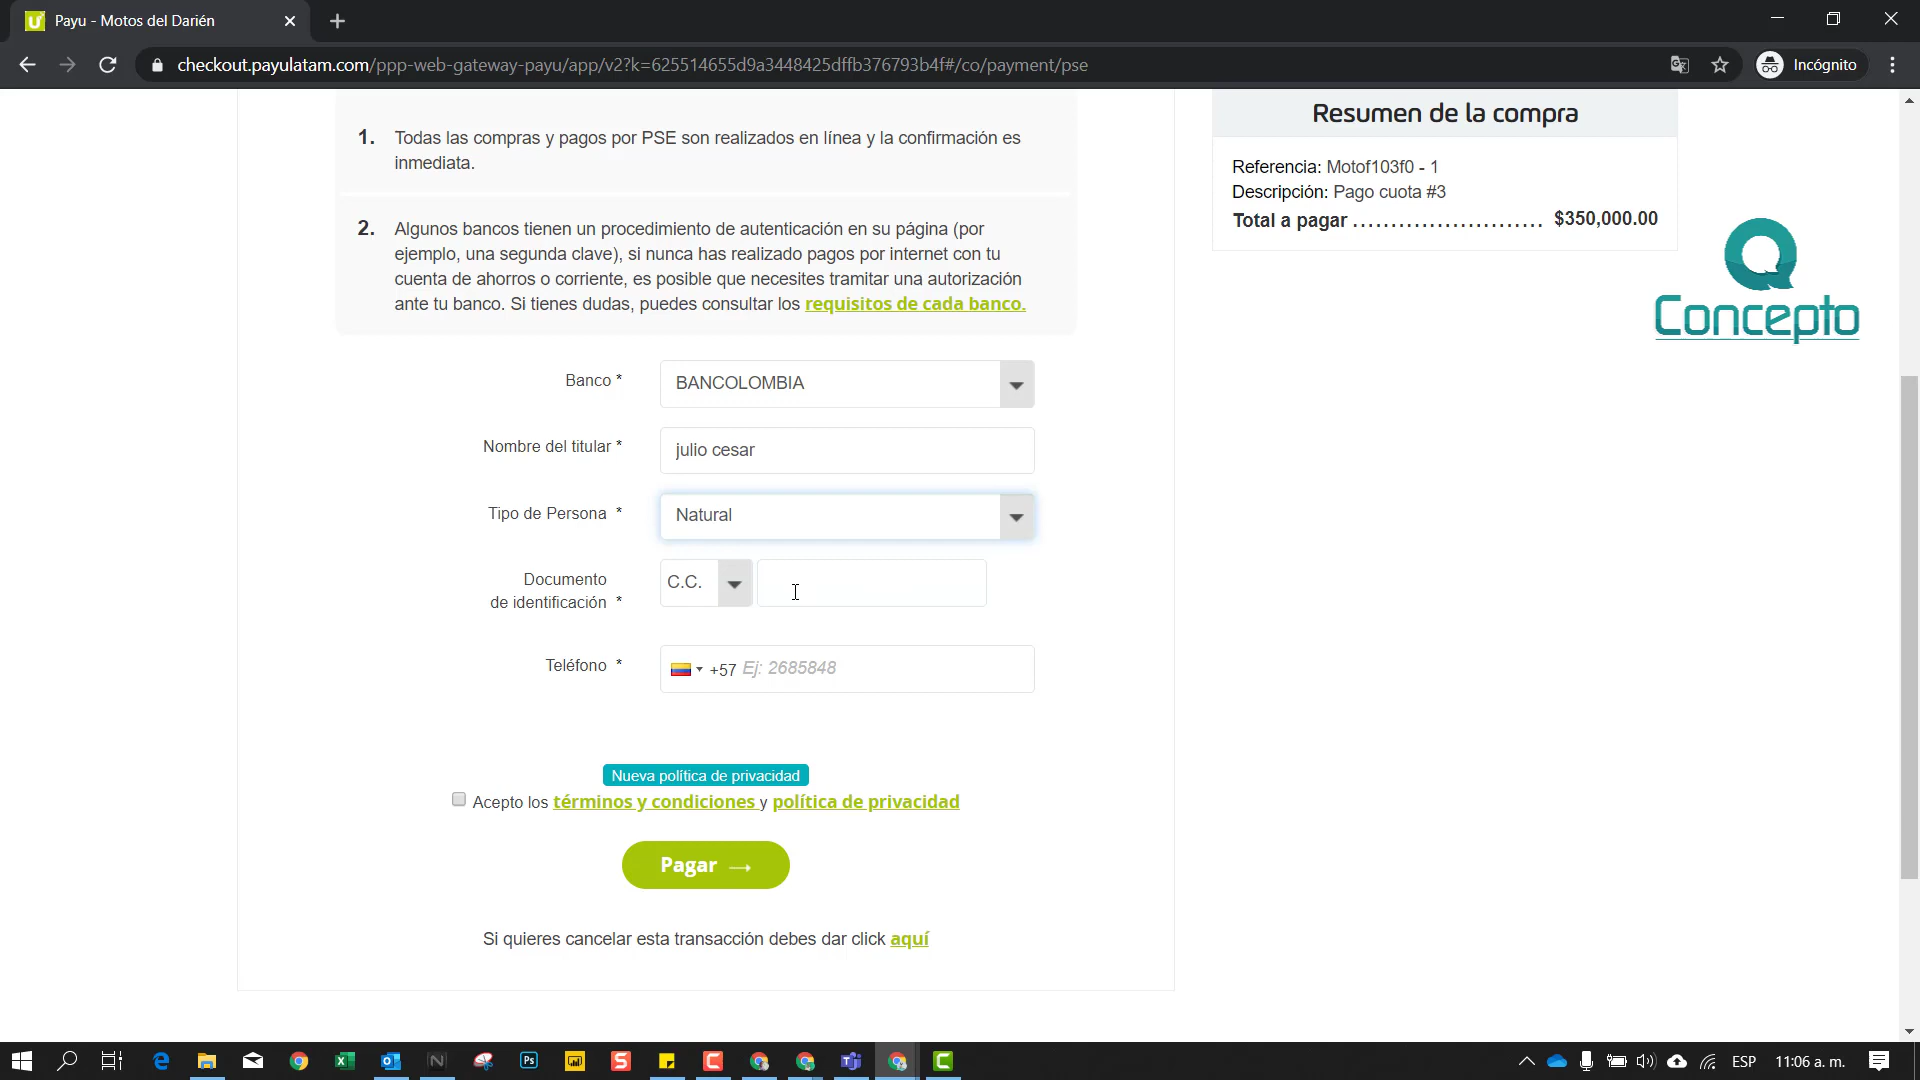 Payu - Motos del Darién
checkout.payulatam.com/ppp-web-gateway-payu/app/v2?k=625514655d9a3448425dffb376793b4f#/co/payment/pse
Incógnito
1. Todas las compras y pagos por PSE son realizados en línea y la confirmación es
inmediata.
2. Algunos bancos tienen un procedimiento de autenticación en su página (por
ejemplo, una segunda clave), si nunca has realizado pagos por internet con tu
cuenta de ahorros o corriente, es posible que necesites tramitar una autorización
ante tu banco. Si tienes dudas, puedes consultar los requisitos de cada banco.
Banco * BANCOLOMBIA
Nombre del titular * julio cesar
Tipo de Persona * Natural
Documento
de identificación * C.C.
Teléfono * +57 Ej: 2685848
Nueva política de privacidad
Acepto los términos y condiciones y política de privacidad
Pagar →
Si quieres cancelar esta transacción debes dar click aquí
Resumen de la compra
Referencia: Motof103f0 - 1
Descripción: Pago cuota #3
Total a pagar ........................ $350,000.00
Concepto
ESP
11:06 a. m.